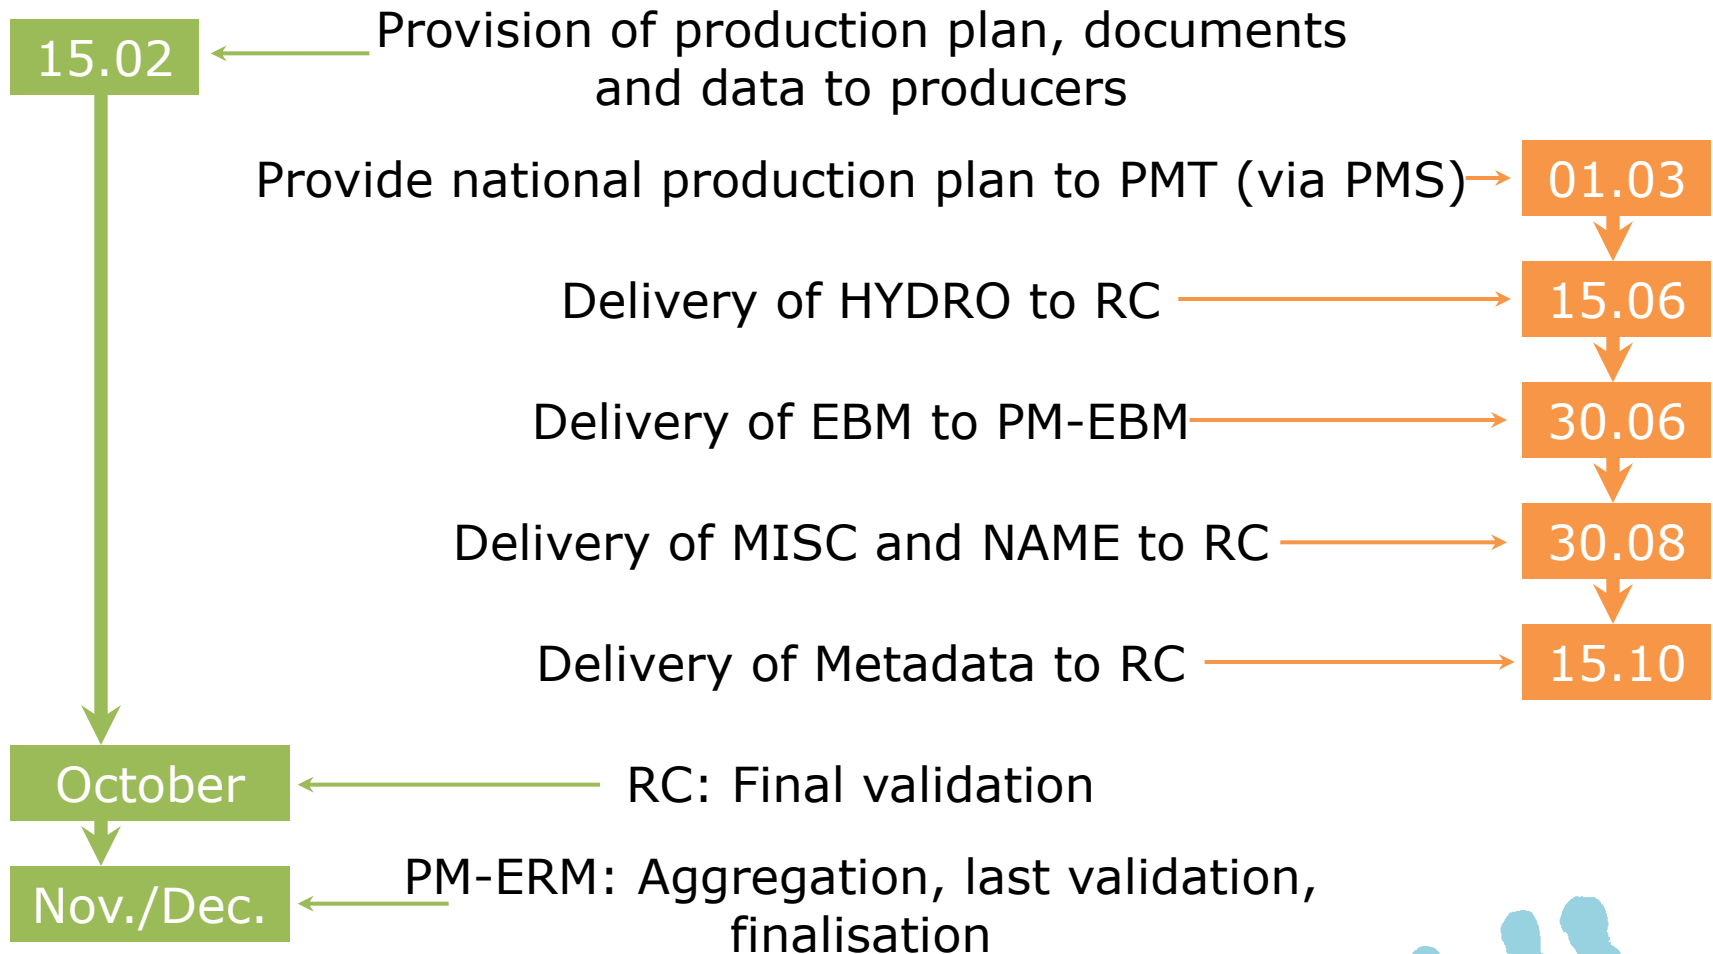 15.02
Provision of production plan, documents
and data to producers
Provide national production plan to PMT (via PMS)
01.03
Delivery of HYDRO to RC
15.06
Delivery of EBM to PM-EBM
30.06
Delivery of MISC and NAME to RC
30.08
Delivery of Metadata to RC
15.10
October
RC: Final validation
Nov./Dec.
PM-ERM: Aggregation, last validation,
finalisation